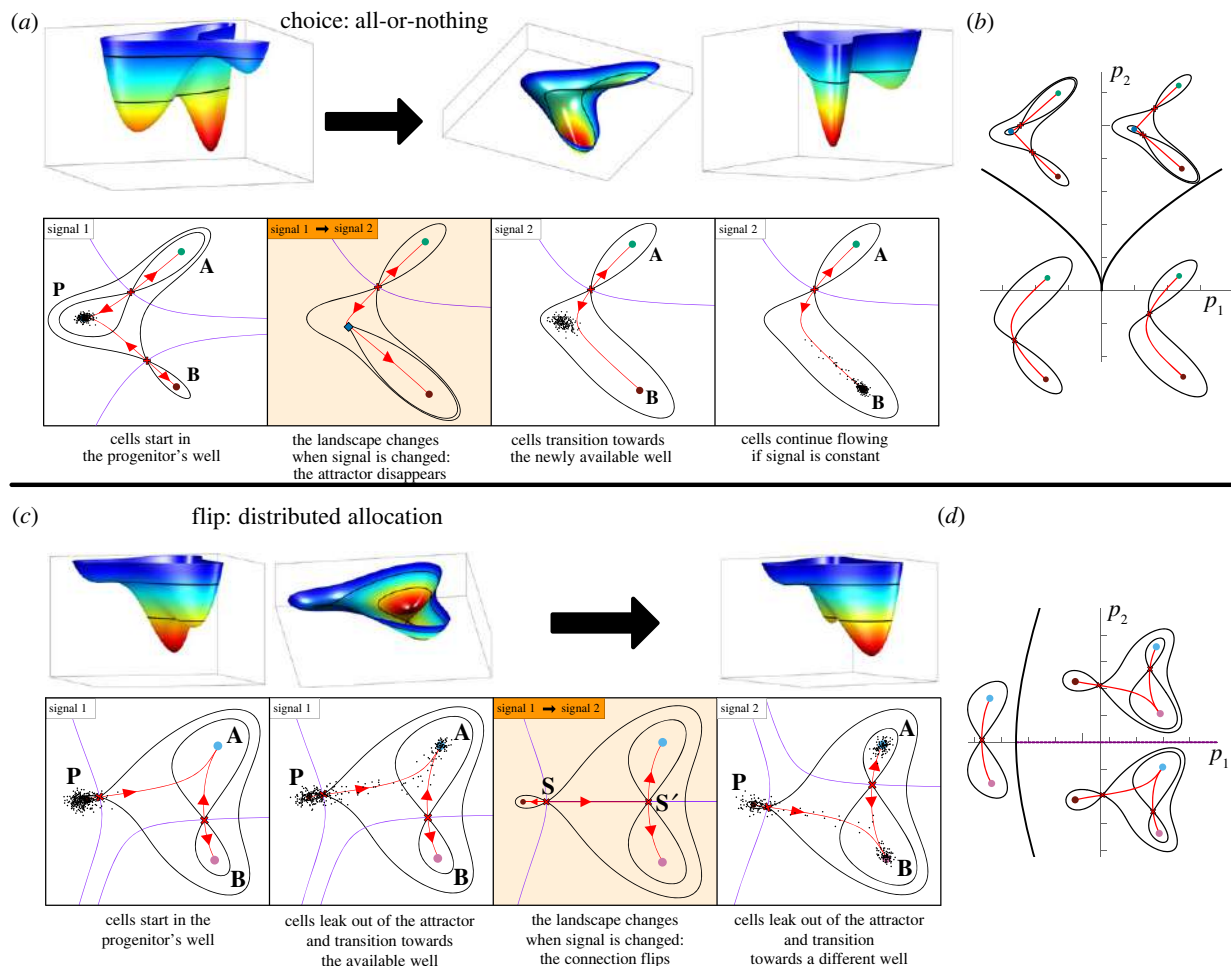 (a)
choice: all-or-nothing
(b)
p2
p1
signal 1
P
A
B
signal 1 → signal 2
signal 2
A
B
signal 2
A
B
cells start in
the progenitor's well
the landscape changes
when signal is changed:
the attractor disappears
cells transition towards
the newly available well
cells continue flowing
if signal is constant
(c)
flip: distributed allocation
(d)
p2
p1
signal 1
P
A
B
signal 1
P
A
B
signal 1 → signal 2
S
S′
signal 2
P
A
B
cells start in the
progenitor's well
cells leak out of the attractor
and transition towards
the available well
the landscape changes
when signal is changed:
the connection flips
cells leak out of the attractor
and transition
towards a different well